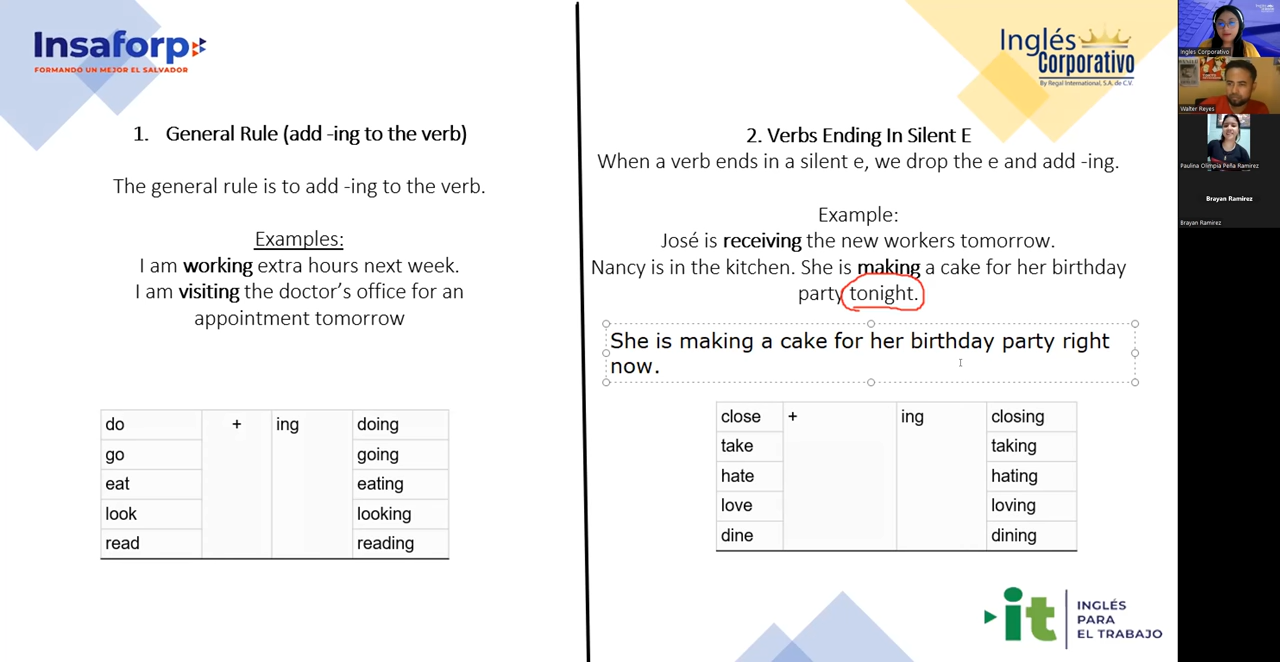 Insaforp
FORMANDO UN MEJOR EL SALVADOR
1. General Rule (add -ing to the verb)
The general rule is to add -ing to the verb.
Examples:
I am working extra hours next week.
I am visiting the doctor's office for an
appointment tomorrow
do + ing doing
go going
eat eating
look looking
read reading
Inglés
Corporativo
By Regal International, S.A. de C.V.
2. Verbs Ending In Silent E
When a verb ends in a silent e, we drop the e and add -ing.
Example:
José is receiving the new workers tomorrow.
Nancy is in the kitchen. She is making a cake for her birthday
party tonight.
She is making a cake for her birthday party right
now.
close + ing closing
take taking
hate hating
love loving
dine dining
it
INGLÉS
PARA
EL TRABAJO
Inglés Corporativo
Walter Reyes
Paulina Olimpia Peña Ramirez
Brayan Ramirez
Brayan Ramirez